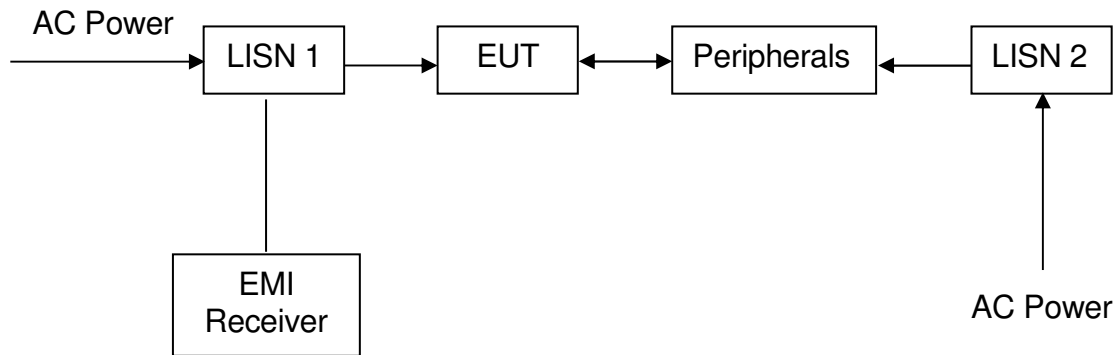 AC Power
LISN 1
EUT
Peripherals
LISN 2
EMI
Receiver
AC Power